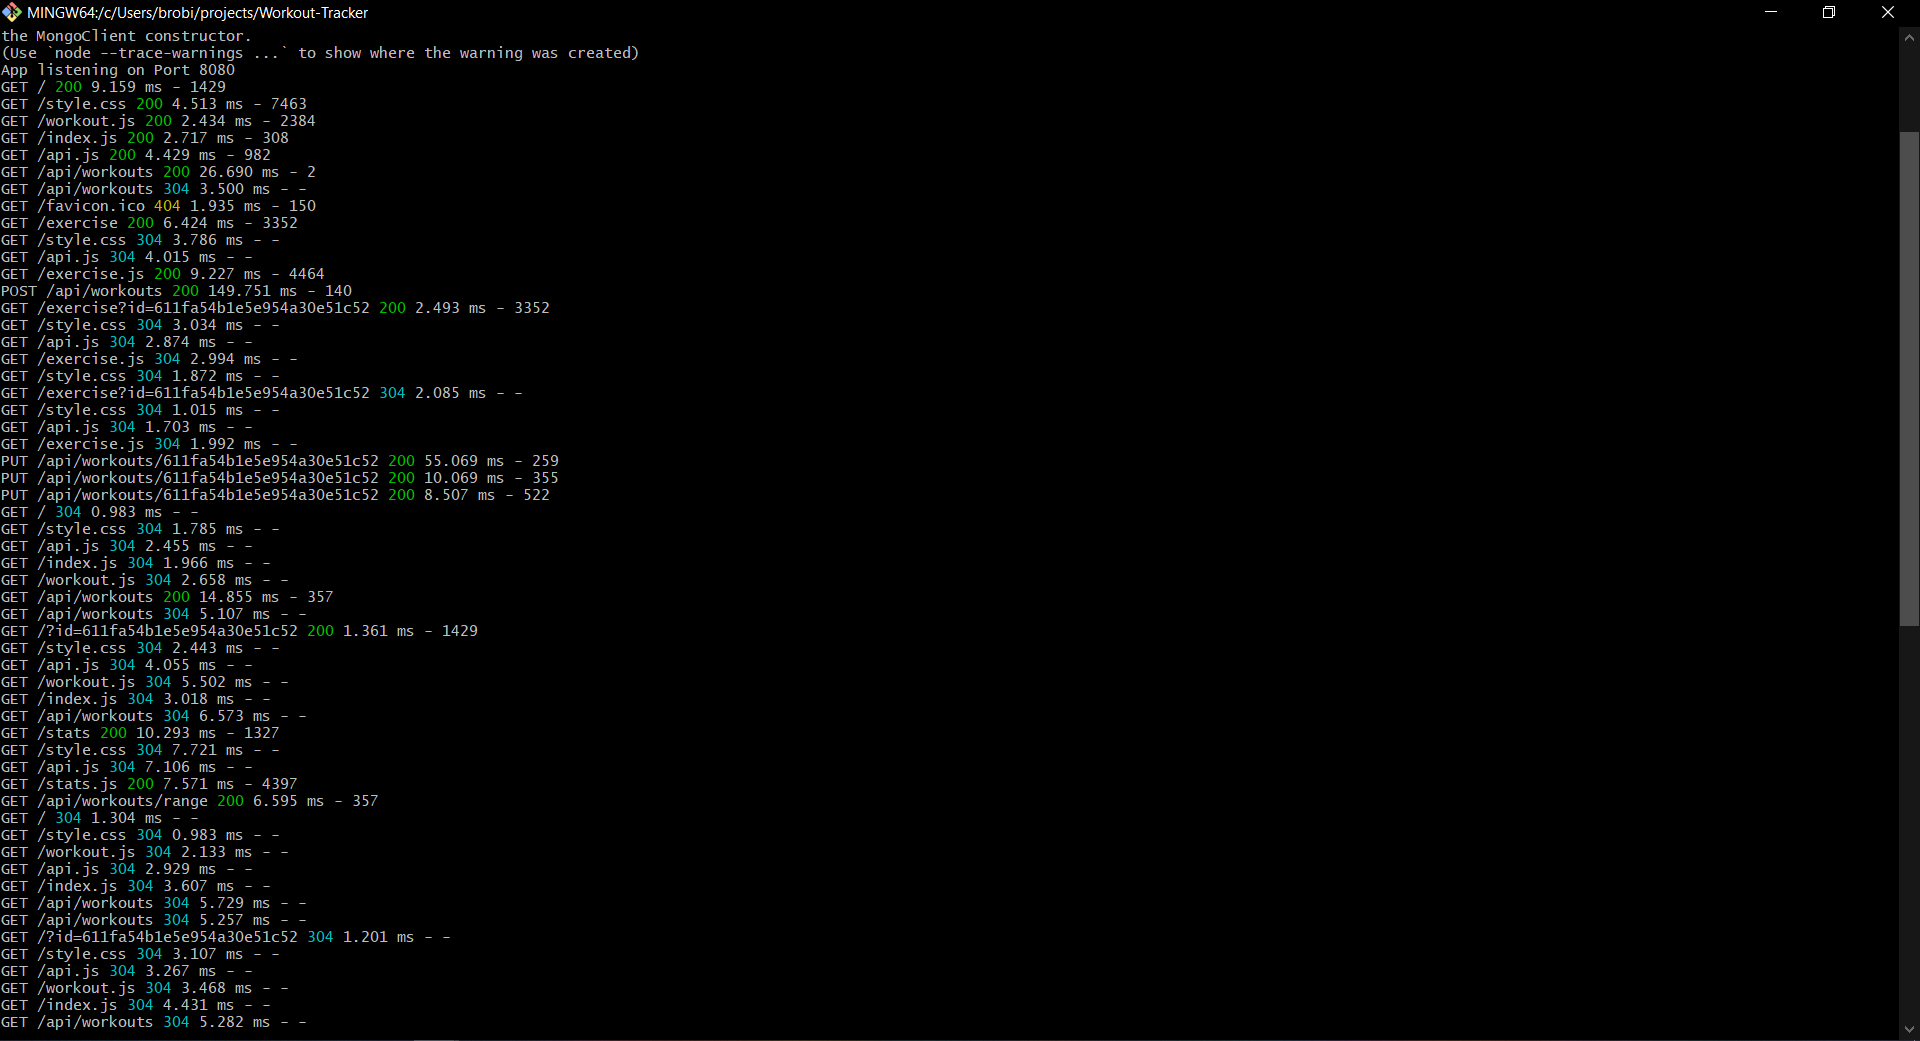 MINGW64:/c/Users/brobi/projects/Workout-Tracker
the MongoClient constructor.
(Use `node --trace-warnings ...` to show where the warning was created)
App listening on Port 8080
GET / 200 9.159 ms - 1429
GET /style.css 200 4.513 ms - 7463
GET /workout.js 200 2.434 ms - 2384
GET /index.js 200 2.717 ms - 308
GET /api.js 200 4.429 ms - 982
GET /api/workouts 200 26.690 ms - 2
GET /api/workouts 304 3.500 ms - -
GET /favicon.ico 404 1.935 ms - 150
GET /exercise 200 6.424 ms - 3352
GET /style.css 304 3.786 ms - -
GET /api.js 304 4.015 ms - -
GET /exercise.js 200 9.227 ms - 4464
POST /api/workouts 200 149.751 ms - 140
GET /exercise?id=611fa54b1e5e954a30e51c52 200 2.493 ms - 3352
GET /style.css 304 3.034 ms - -
GET /api.js 304 2.874 ms - -
GET /exercise.js 304 2.994 ms - -
GET /style.css 304 1.872 ms - -
GET /exercise?id=611fa54b1e5e954a30e51c52 304 2.085 ms - -
GET /style.css 304 1.015 ms - -
GET /api.js 304 1.703 ms - -
GET /exercise.js 304 1.992 ms - -
PUT /api/workouts/611fa54b1e5e954a30e51c52 200 55.069 ms - 259
PUT /api/workouts/611fa54b1e5e954a30e51c52 200 10.069 ms - 355
PUT /api/workouts/611fa54b1e5e954a30e51c52 200 8.507 ms - 522
GET / 304 0.983 ms - -
GET /style.css 304 1.785 ms - -
GET /api.js 304 2.455 ms - -
GET /index.js 304 1.966 ms - -
GET /workout.js 304 2.658 ms - -
GET /api/workouts 200 14.855 ms - 357
GET /api/workouts 304 5.107 ms - -
GET /?id=611fa54b1e5e954a30e51c52 200 1.361 ms - 1429
GET /style.css 304 2.443 ms - -
GET /api.js 304 4.055 ms - -
GET /workout.js 304 5.502 ms - -
GET /index.js 304 3.018 ms - -
GET /api/workouts 304 6.573 ms - -
GET /stats 200 10.293 ms - 1327
GET /style.css 304 7.721 ms - -
GET /api.js 304 7.106 ms - -
GET /stats.js 200 7.571 ms - 4397
GET /api/workouts/range 200 6.595 ms - 357
GET / 304 1.304 ms - -
GET /style.css 304 0.983 ms - -
GET /workout.js 304 2.133 ms - -
GET /api.js 304 2.929 ms - -
GET /index.js 304 3.607 ms - -
GET /api/workouts 304 5.729 ms - -
GET /api/workouts 304 5.257 ms - -
GET /?id=611fa54b1e5e954a30e51c52 304 1.201 ms - -
GET /style.css 304 3.107 ms - -
GET /api.js 304 3.267 ms - -
GET /workout.js 304 3.468 ms - -
GET /index.js 304 4.431 ms - -
GET /api/workouts 304 5.282 ms - -